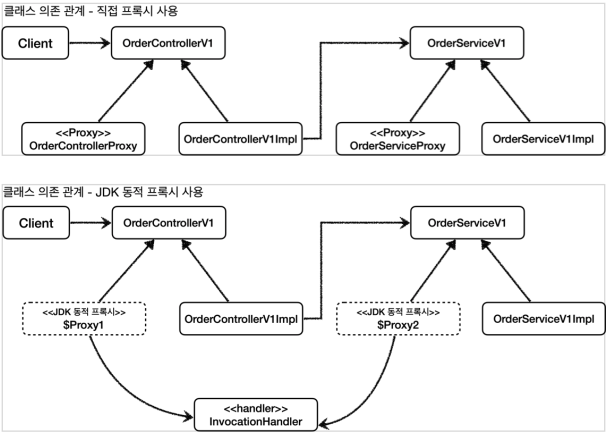 클래스 의존 관계 - 직접 프록시 사용
Client
OrderControllerV1
OrderServiceV1
<<Proxy>>
OrderControllerProxy
OrderControllerV1Impl
<<Proxy>>
OrderServiceProxy
OrderServiceV1Impl
클래스 의존 관계 - JDK 동적 프록시 사용
Client
OrderControllerV1
OrderServiceV1
<<JDK 동적 프록시>>
$Proxy1
OrderControllerV1Impl
<<JDK 동적 프록시>>
$Proxy2
OrderServiceV1Impl
<<handler>>
InvocationHandler